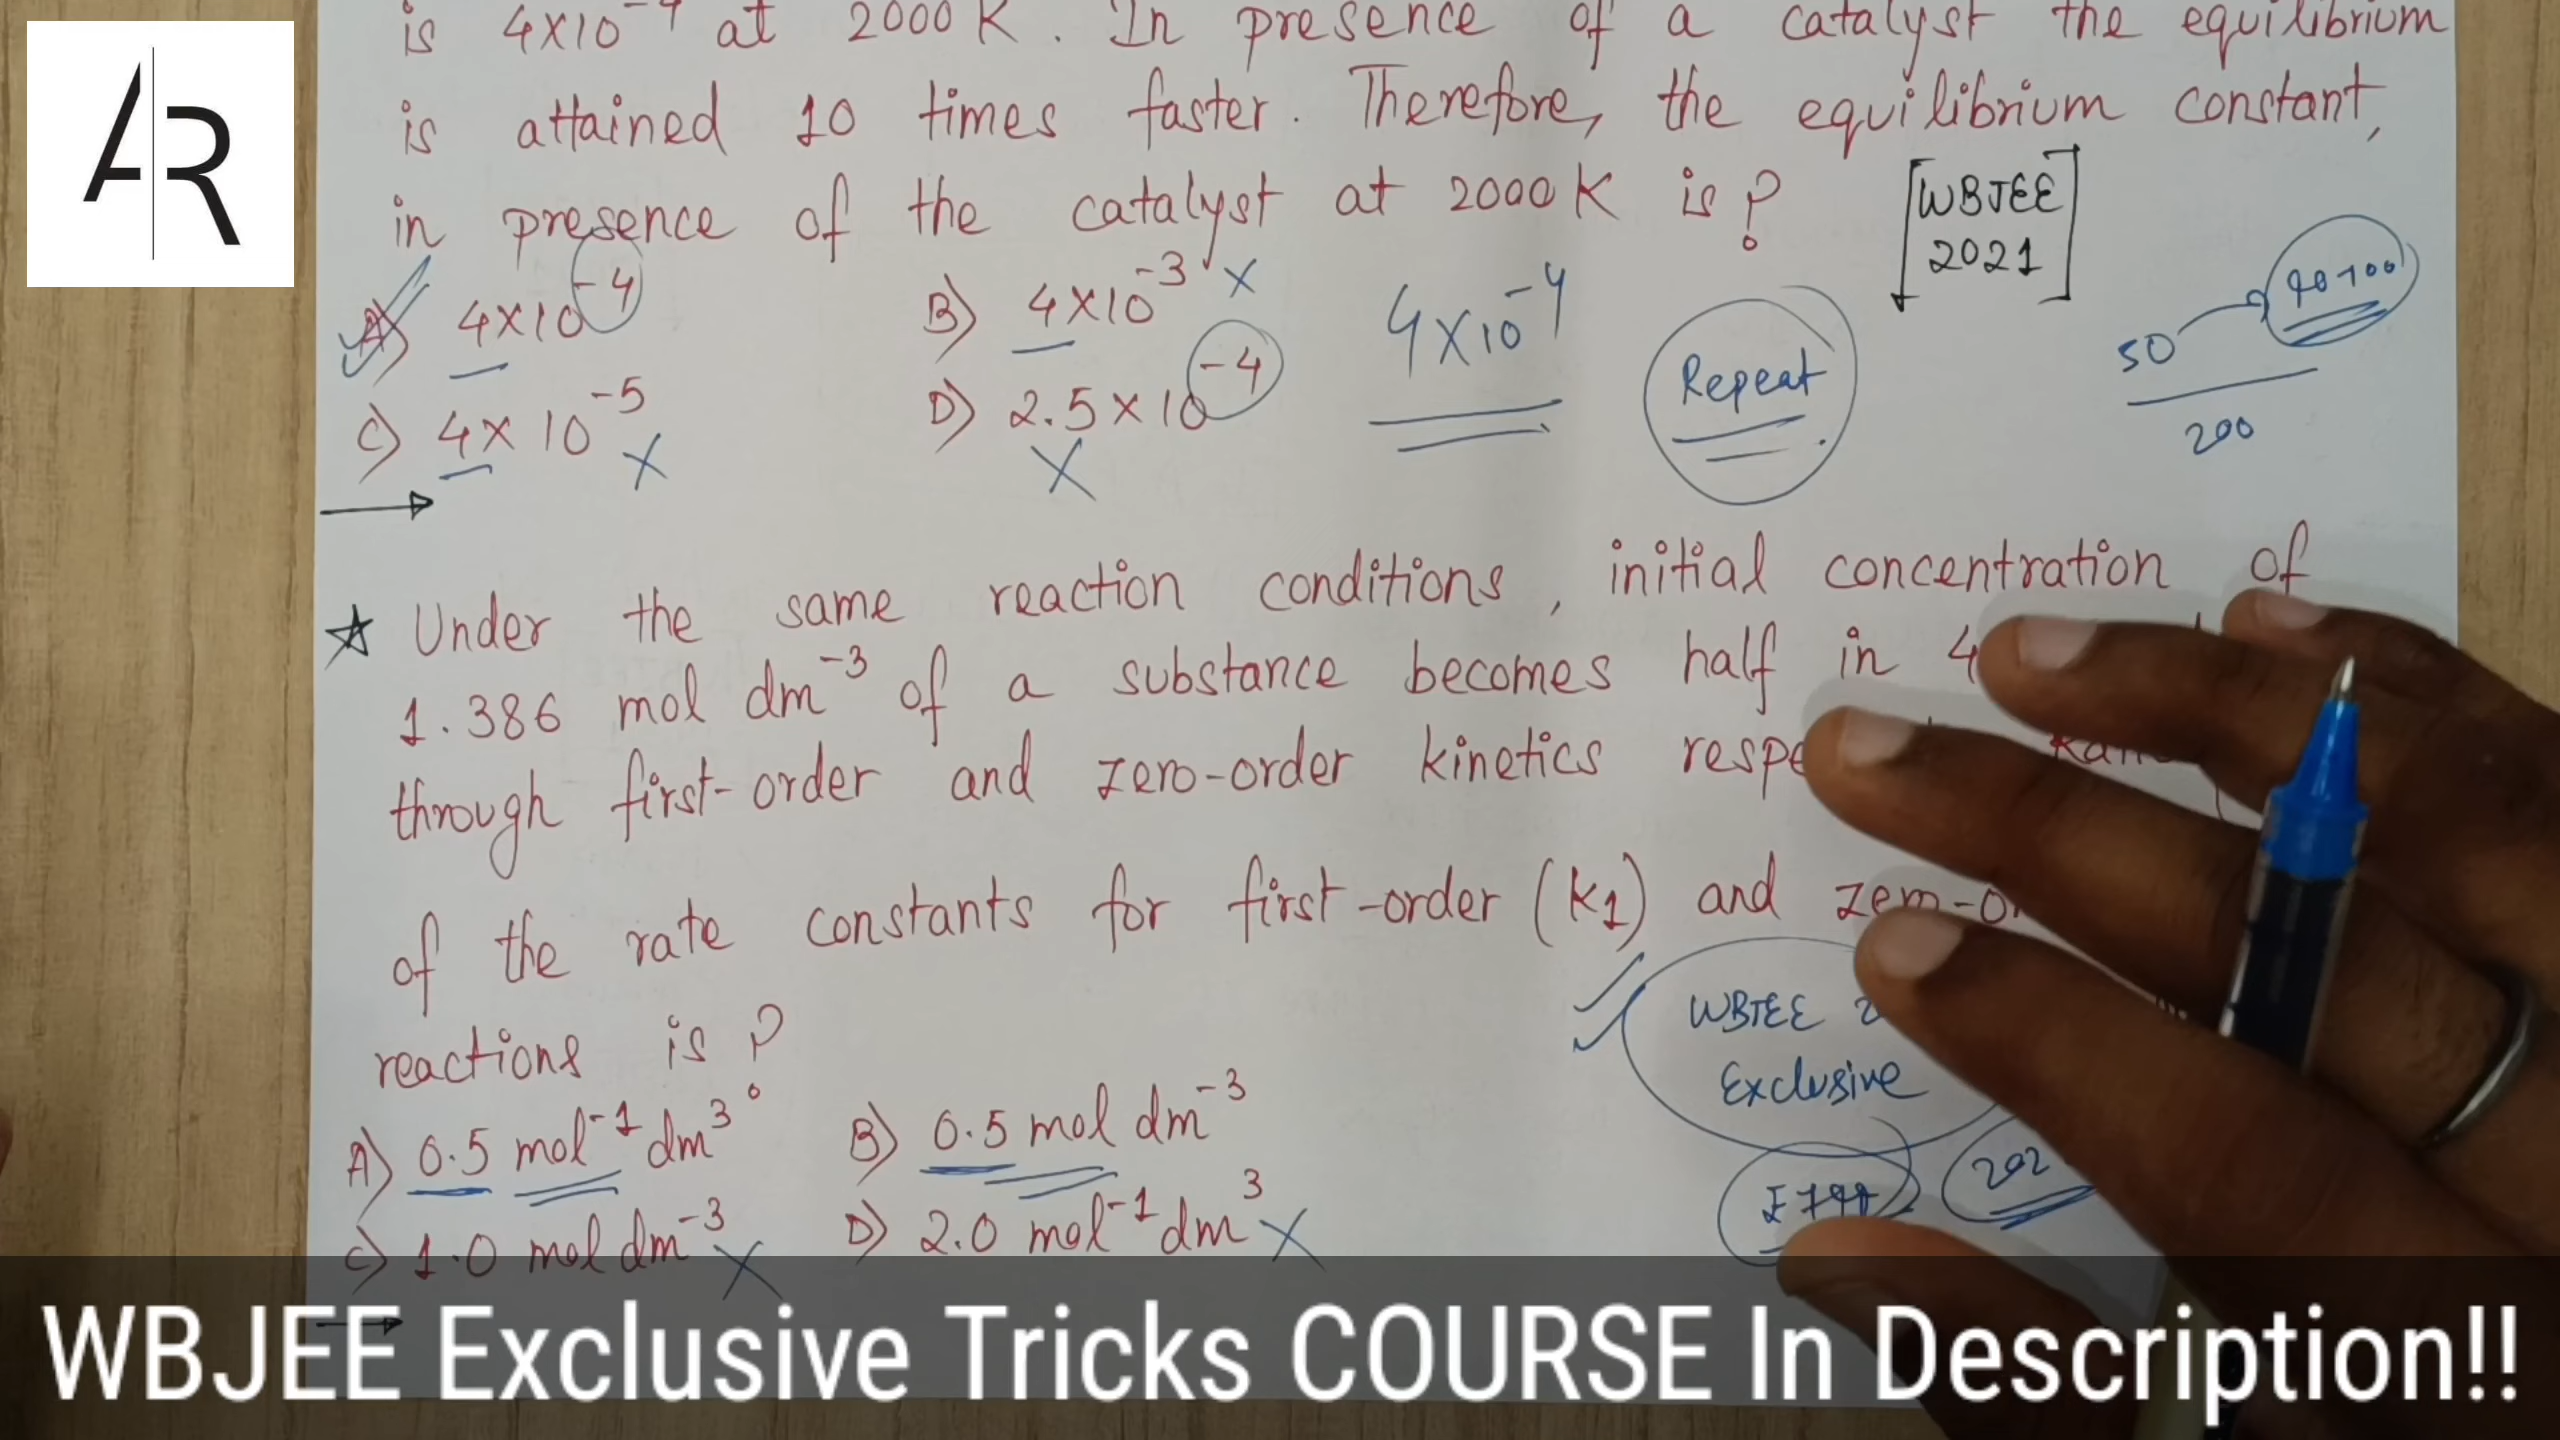 AR
is 4×10⁻⁴ at 2000 K. In presence of a catalyst the equilibrium
is attained 10 times faster. Therefore, the equilibrium constant,
in presence of the catalyst at 2000 K is ?
[WBJEE 2021]
A) 4×10⁻⁴ B) 4×10⁻³ x
4×10⁻⁴
Repeat
50
200
C) 4×10⁻⁵ x D) 2.5×10⁻⁴ x
☆ Under the same reaction conditions, initial concentration of
1.386 mol dm⁻³ of a substance becomes half in 4
through first-order and zero-order kinetics
of the rate constants for first-order (K1) and
reactions is ?
WBJEE
Exclusive
A) 0.5 mol⁻¹ dm³ B) 0.5 mol dm⁻³
C) 1.0 mol dm⁻³ x D) 2.0 mol⁻¹ dm³ x
WBJEE Exclusive Tricks COURSE In Description!!